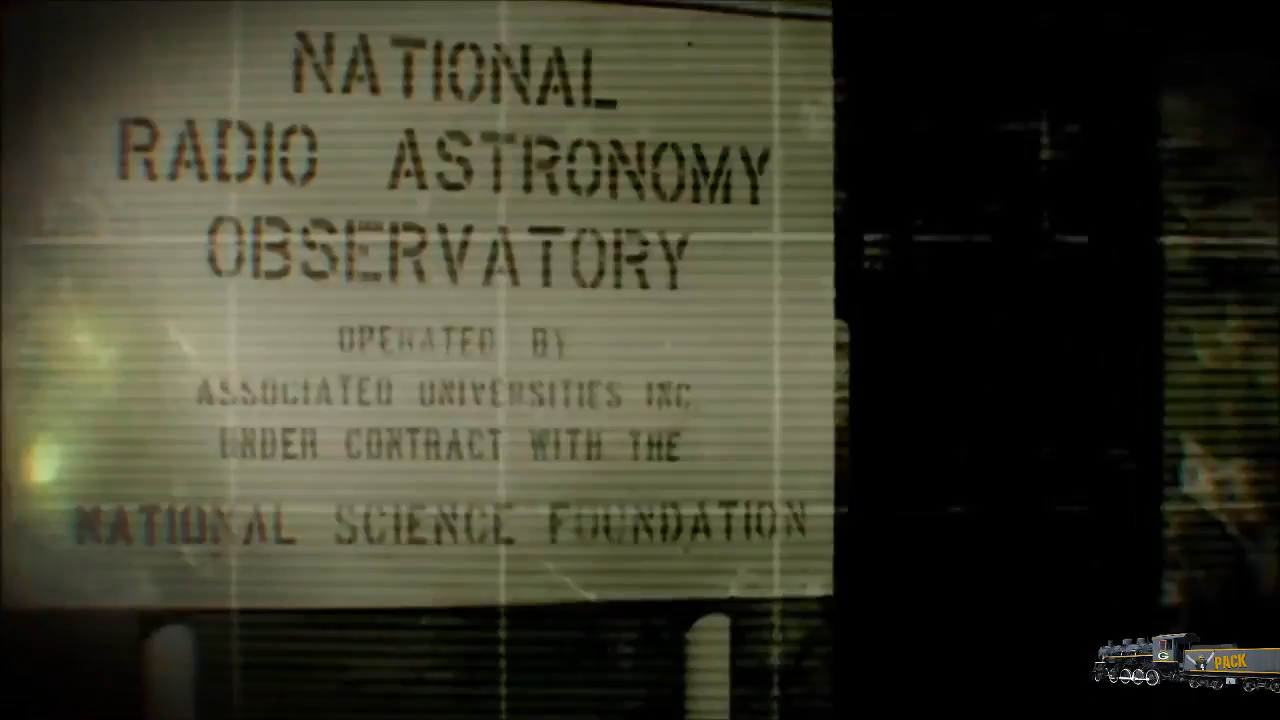 NATIONAL
RADIO ASTRONOMY
OBSERVATORY
OPERATED BY
ASSOCIATED UNIVERSITIES INC.
UNDER CONTRACT WITH THE
NATIONAL SCIENCE FOUNDATION
G
PACK